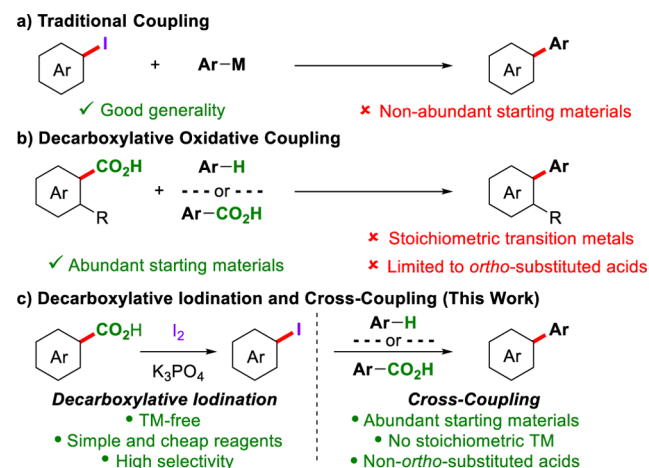 a) Traditional Coupling
Ar I + Ar–M Ar Ar
✓ Good generality ✘ Non-abundant starting materials
b) Decarboxylative Oxidative Coupling
Ar CO₂H R + Ar–H Ar Ar R
--- or ---
Ar–CO₂H
✘ Stoichiometric transition metals
✓ Abundant starting materials ✘ Limited to ortho-substituted acids
c) Decarboxylative Iodination and Cross-Coupling (This Work)
Ar CO₂H I₂ Ar I Ar–H Ar Ar
--- or ---
K₃PO₄ Ar–CO₂H
Decarboxylative Iodination Cross-Coupling
• TM-free • Abundant starting materials
• Simple and cheap reagents • No stoichiometric TM
• High selectivity • Non-ortho-substituted acids